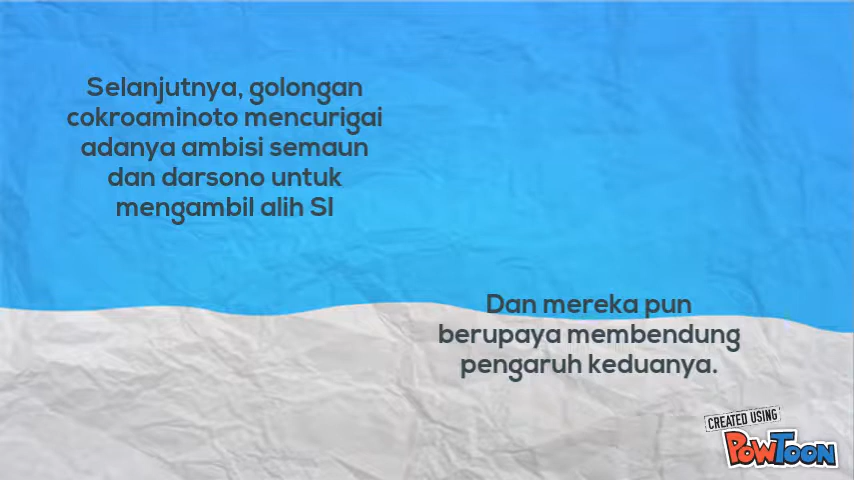 Selanjutnya, golongan
cokroaminoto mencurigai
adanya ambisi semaun
dan darsono untuk
mengambil alih SI
Dan mereka pun
berupaya membendung
pengaruh keduanya.
CREATED USING
POWTOON